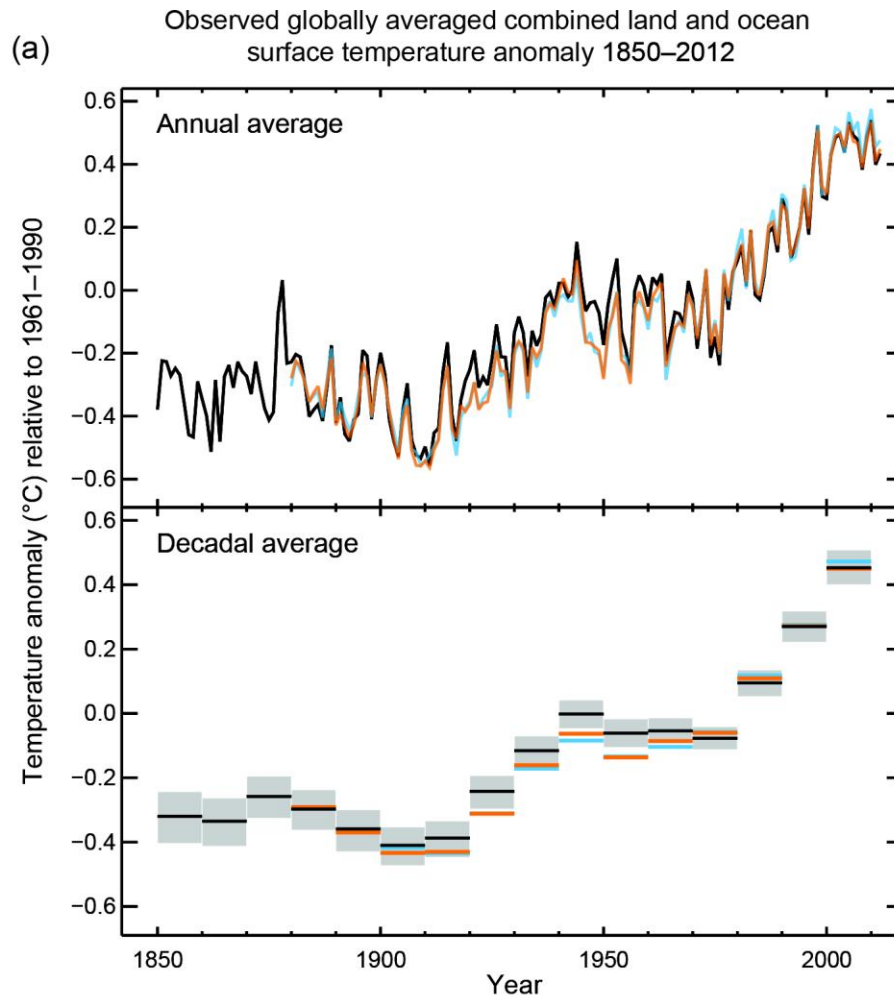 Observed globally averaged combined land and ocean
surface temperature anomaly 1850–2012
(a)
Temperature anomaly (°C) relative to 1961–1990
Annual average
0.6
0.4
0.2
0.0
−0.2
−0.4
−0.6
Decadal average
0.6
0.4
0.2
0.0
−0.2
−0.4
−0.6
1850 1900 1950 2000
Year